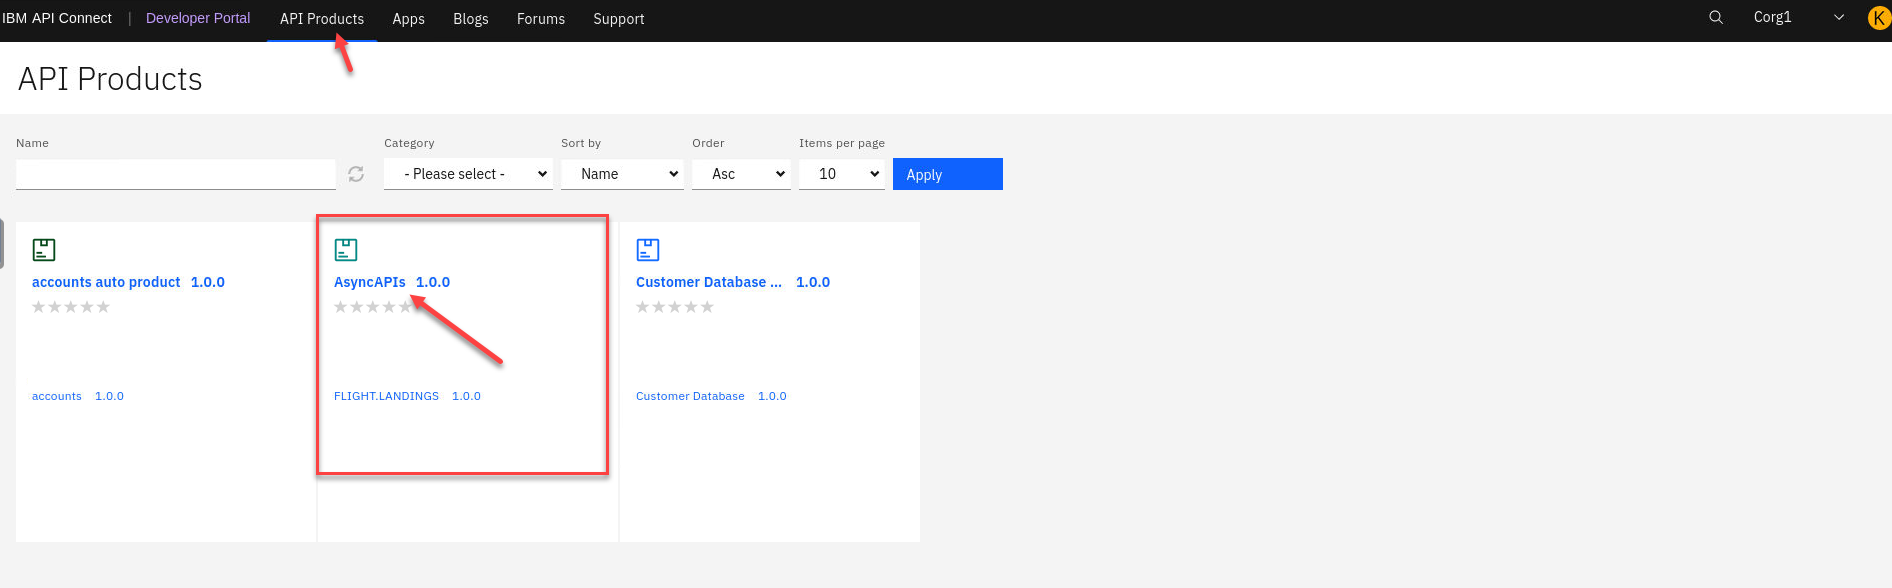 IBM API Connect | Developer Portal API Products Apps Blogs Forums Support Corg1 K
API Products
Name Category Sort by Order Items per page
- Please select - Name Asc 10 Apply
accounts auto product 1.0.0
AsyncAPIs 1.0.0
Customer Database ... 1.0.0
accounts 1.0.0
FLIGHT.LANDINGS 1.0.0
Customer Database 1.0.0